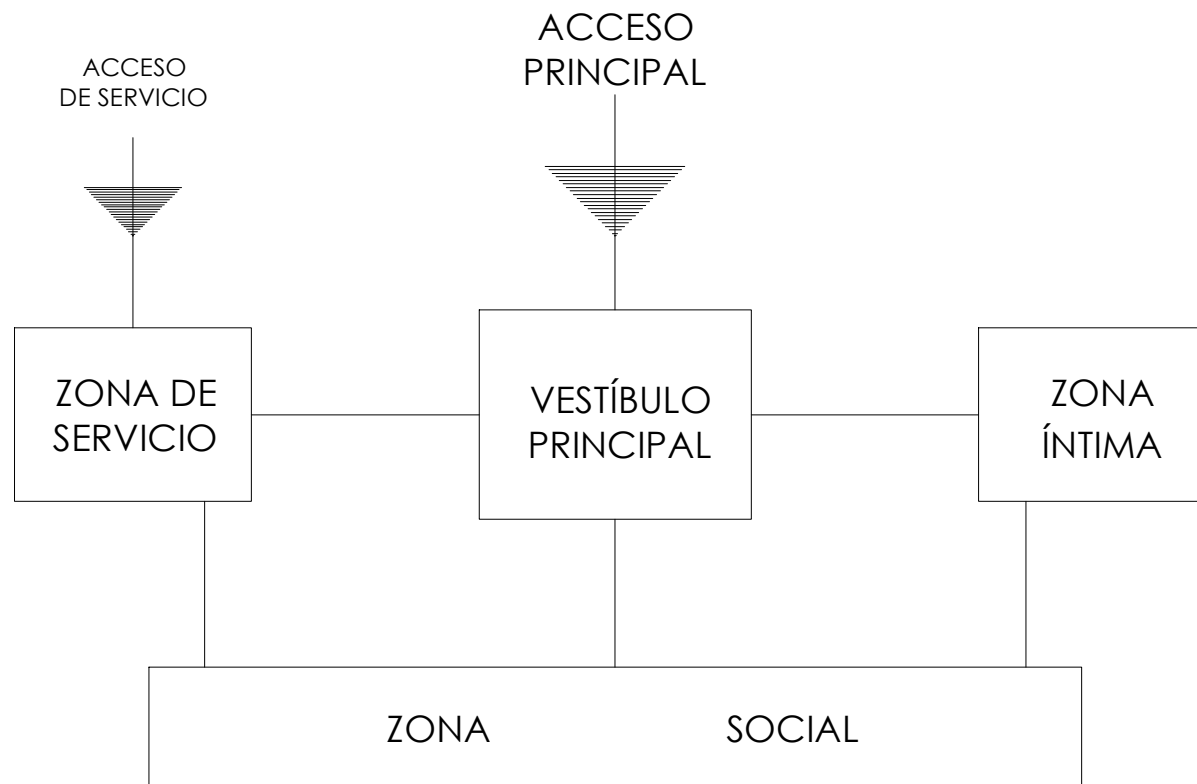 ACCESO
PRINCIPAL
ACCESO
DE SERVICIO
ZONA DE
SERVICIO
VESTÍBULO
PRINCIPAL
ZONA
ÍNTIMA
ZONA SOCIAL